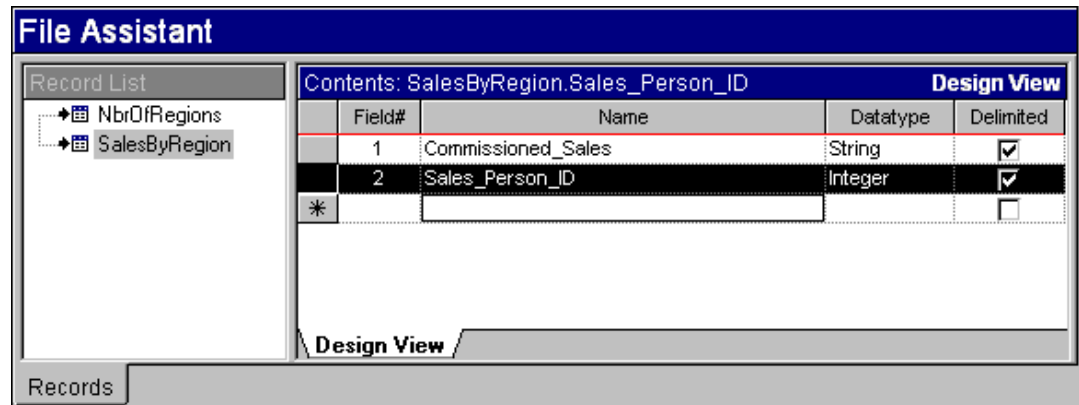 File Assistant
Record List
NbrOfRegions
SalesByRegion
Contents: SalesByRegion.Sales_Person_ID Design View
Field# Name Datatype Delimited
1 Commissioned_Sales String
2 Sales_Person_ID Integer
*
Design View
Records